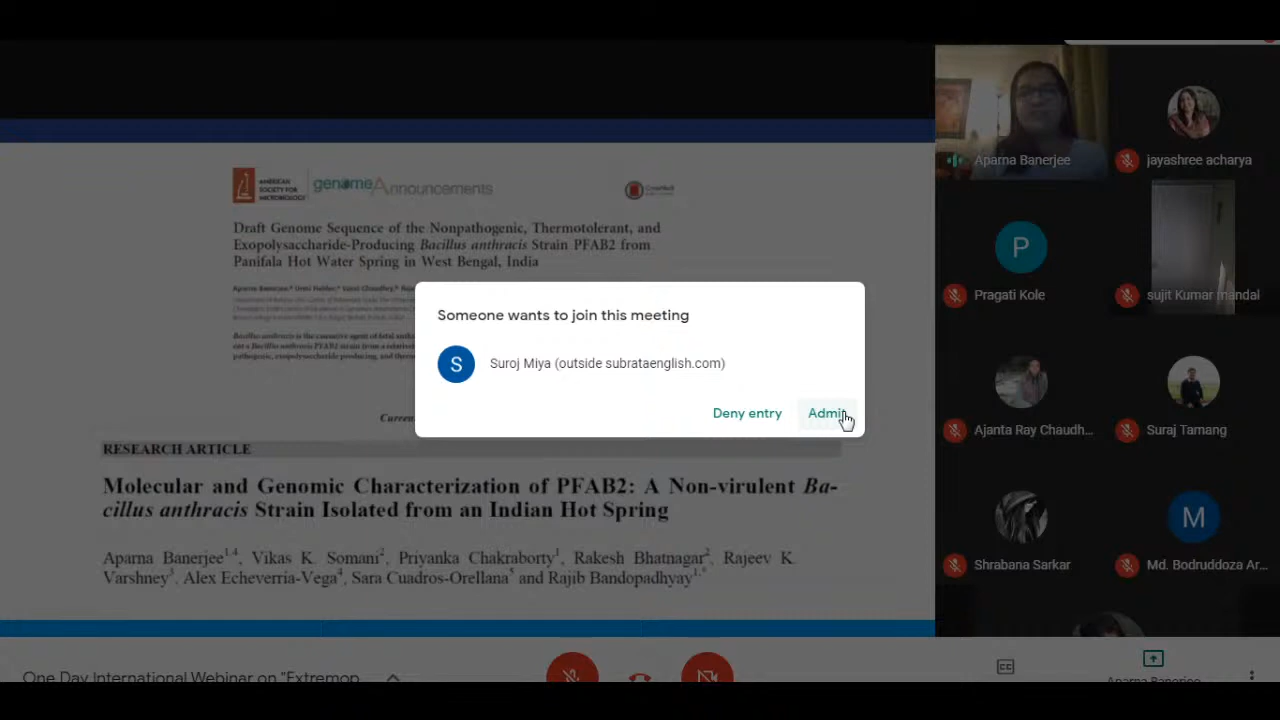 AMERICAN
SOCIETY FOR
MICROBIOLOGY
genomeAnnouncements
Draft Genome Sequence of the Nonpathogenic, Thermotolerant, and
Exopolysaccharide-Producing Bacillus anthracis Strain PFAB2 from
Panifala Hot Water Spring in West Bengal, India
Someone wants to join this meeting
S
Suroj Miya (outside subrataenglish.com)
Deny entry
Admit
RESEARCH ARTICLE
Molecular and Genomic Characterization of PFAB2: A Non-virulent Ba-
cillus anthracis Strain Isolated from an Indian Hot Spring
Aparna Banerjee1,4, Vikas K. Somani2, Priyanka Chakraborty1, Rakesh Bhatnagar2, Rajeev K.
Varshney3, Alex Echeverría-Vega4, Sara Cuadros-Orellana5 and Rajib Bandopadhyay1,*
Aparna Banerjee
jayashree acharya
P
Pragati Kole
sujit Kumar mandal
Ajanta Ray Chaudh...
Suraj Tamang
Shrabana Sarkar
M
Md. Bodruddoza Ar...
One Day International Webinar on "Extremop
CC
Aparna Banerjee